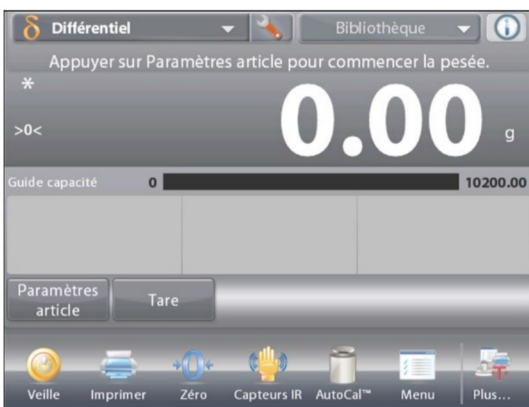 δ Différentiel Bibliothèque
Appuyer sur Paramètres article pour commencer la pesée.
*
0.00 g
>0<
Guide capacité 0 10200.00
Paramètres article Tare
Veille Imprimer Zéro Capteurs IR AutoCal™ Menu Plus...